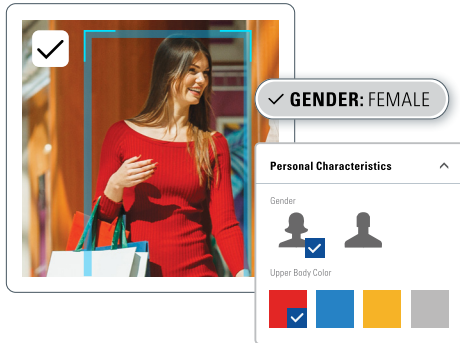 GENDER: FEMALE
Personal Characteristics
Gender
Upper Body Color